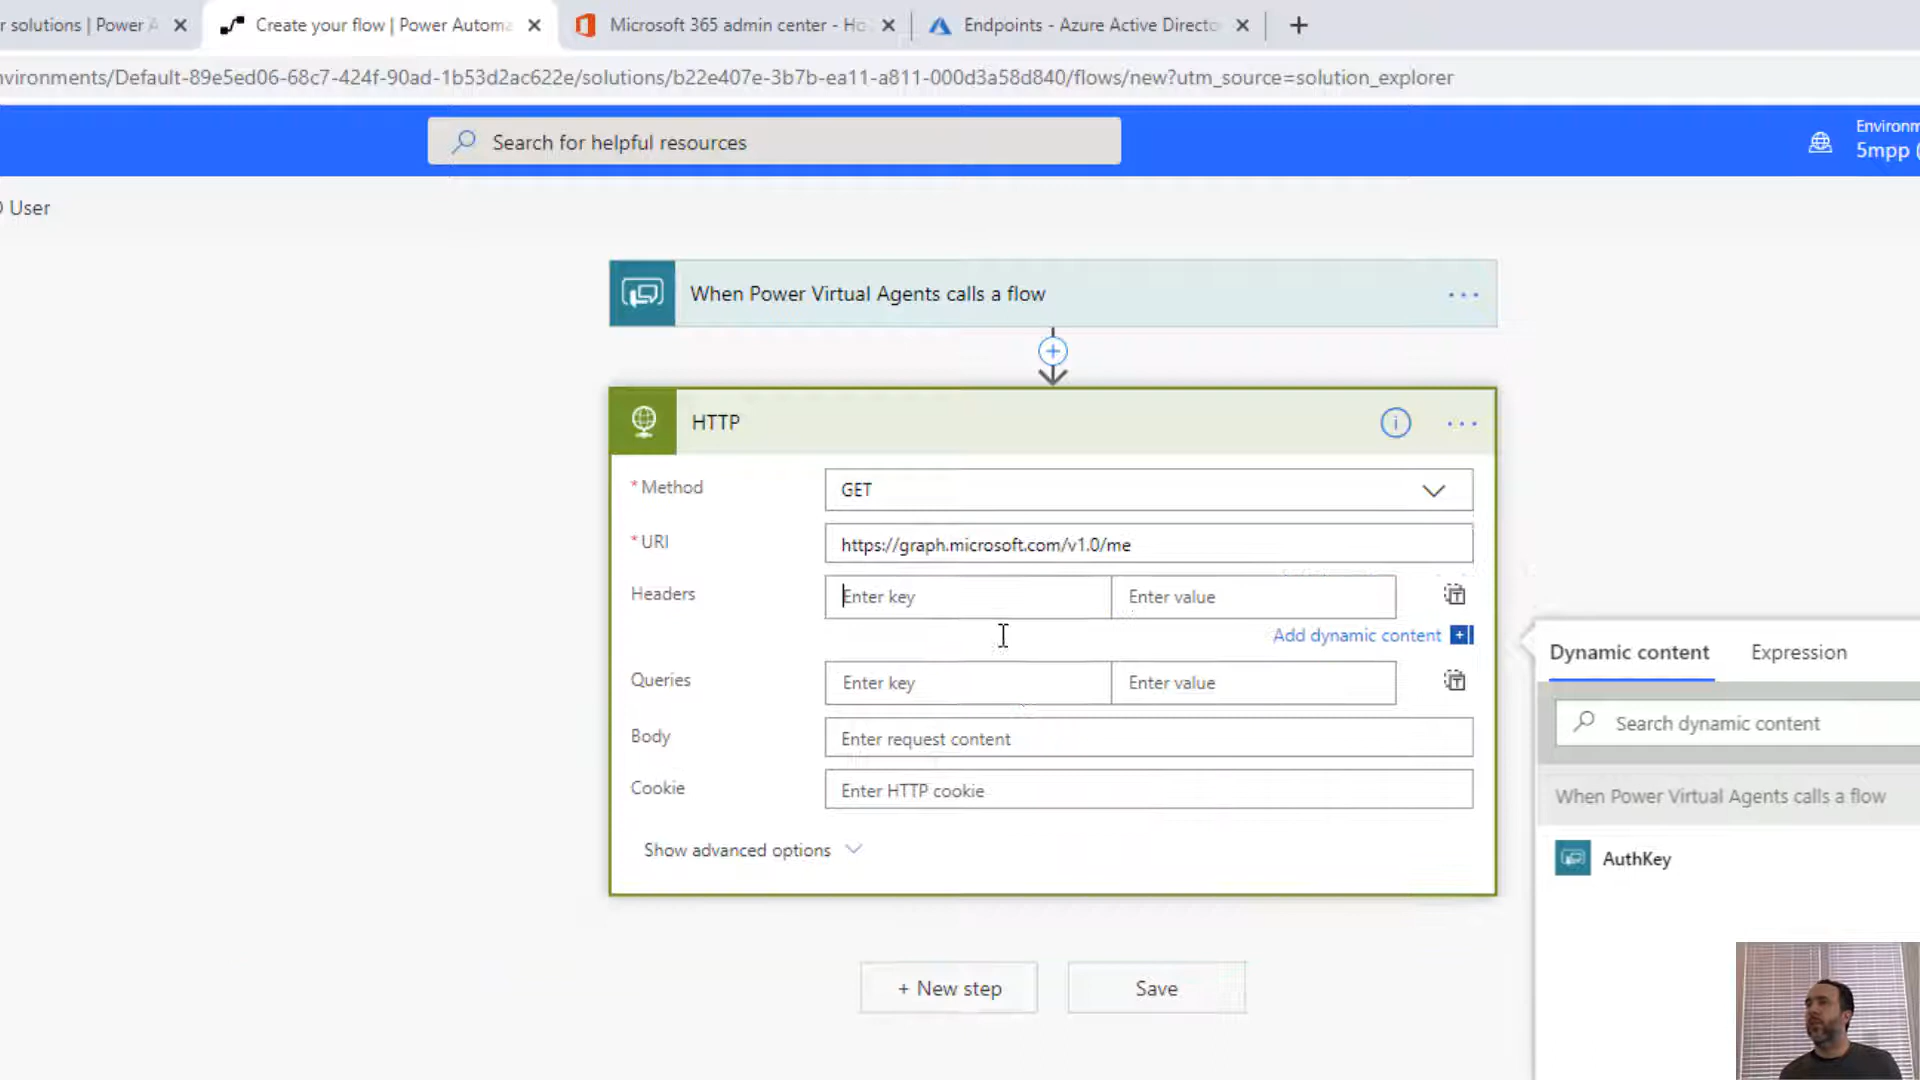 r solutions | Power A
Create your flow | Power Automa
Microsoft 365 admin center - Ho
Endpoints - Azure Active Directo
nvironments/Default-89e5ed06-68c7-424f-90ad-1b53d2ac622e/solutions/b22e407e-3b7b-ea11-a811-000d3a58d840/flows/new?utm_source=solution_explorer
Search for helpful resources
Environm
5mpp (
User
When Power Virtual Agents calls a flow
HTTP
* Method
GET
* URI
https://graph.microsoft.com/v1.0/me
Headers
Enter key
Enter value
Add dynamic content
Queries
Enter key
Enter value
Body
Enter request content
Cookie
Enter HTTP cookie
Show advanced options
+ New step
Save
Dynamic content
Expression
Search dynamic content
When Power Virtual Agents calls a flow
AuthKey